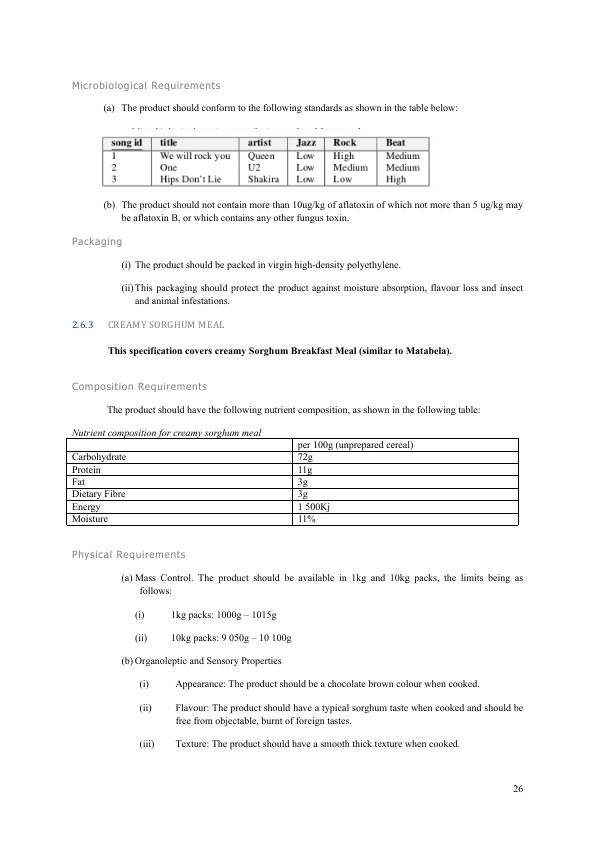 Microbiological Requirements
(a) The product should conform to the following standards as shown in the table below:
song id title artist Jazz Rock Beat
1 We will rock you Queen Low High Medium
2 One U2 Low Medium Medium
3 Hips Don't Lie Shakira Low Low High
(b) The product should not contain more than 10ug/kg of aflatoxin of which not more than 5 ug/kg may
be aflatoxin B, or which contains any other fungus toxin.
Packaging
(i) The product should be packed in virgin high-density polyethylene.
(ii) This packaging should protect the product against moisture absorption, flavour loss and insect
and animal infestations.
2.6.3 CREAMY SORGHUM MEAL
This specification covers creamy Sorghum Breakfast Meal (similar to Matabela).
Composition Requirements
The product should have the following nutrient composition, as shown in the following table:
Nutrient composition for creamy sorghum meal
per 100g (unprepared cereal)
Carbohydrate 72g
Protein 11g
Fat 3g
Dietary Fibre 3g
Energy 1 500Kj
Moisture 11%
Physical Requirements
(a) Mass Control. The product should be available in 1kg and 10kg packs, the limits being as
follows:
(i) 1kg packs: 1000g – 1015g
(ii) 10kg packs: 9 050g – 10 100g
(b) Organoleptic and Sensory Properties
(i) Appearance: The product should be a chocolate brown colour when cooked.
(ii) Flavour: The product should have a typical sorghum taste when cooked and should be
free from objectable, burnt of foreign tastes.
(iii) Texture: The product should have a smooth thick texture when cooked.
26